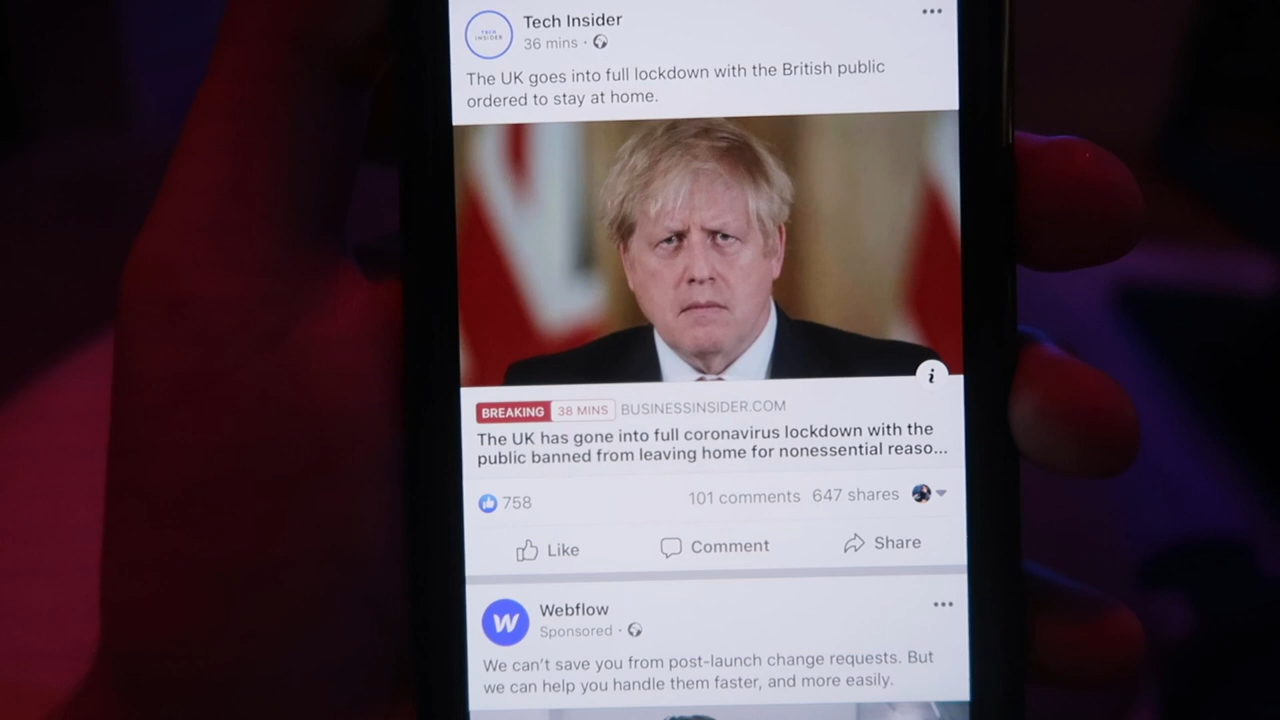 TECH
INSIDER
Tech Insider
36 mins ·
The UK goes into full lockdown with the British public
ordered to stay at home.
i
BREAKING 38 MINS BUSINESSINSIDER.COM
The UK has gone into full coronavirus lockdown with the
public banned from leaving home for nonessential reaso...
758 101 comments 647 shares
Like Comment Share
W
Webflow
Sponsored ·
We can't save you from post-launch change requests. But
we can help you handle them faster, and more easily.